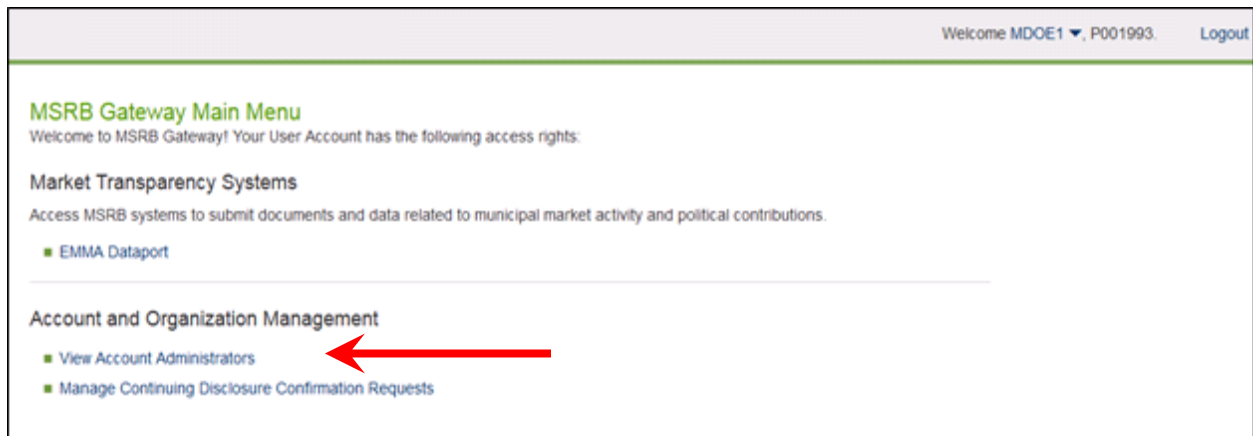 Welcome MDOE1 ▼, P001993. Logout
MSRB Gateway Main Menu
Welcome to MSRB Gateway! Your User Account has the following access rights:
Market Transparency Systems
Access MSRB systems to submit documents and data related to municipal market activity and political contributions.
EMMA Dataport
Account and Organization Management
View Account Administrators
Manage Continuing Disclosure Confirmation Requests